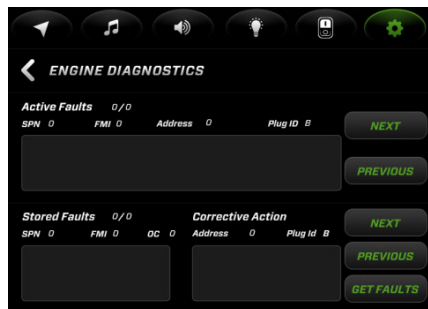 ENGINE DIAGNOSTICS
Active Faults 0/0
SPN 0 FMI 0 Address 0 Plug ID B
NEXT
PREVIOUS
Stored Faults 0/0 Corrective Action
SPN 0 FMI 0 OC 0 Address 0 Plug Id B
NEXT
PREVIOUS
GET FAULTS